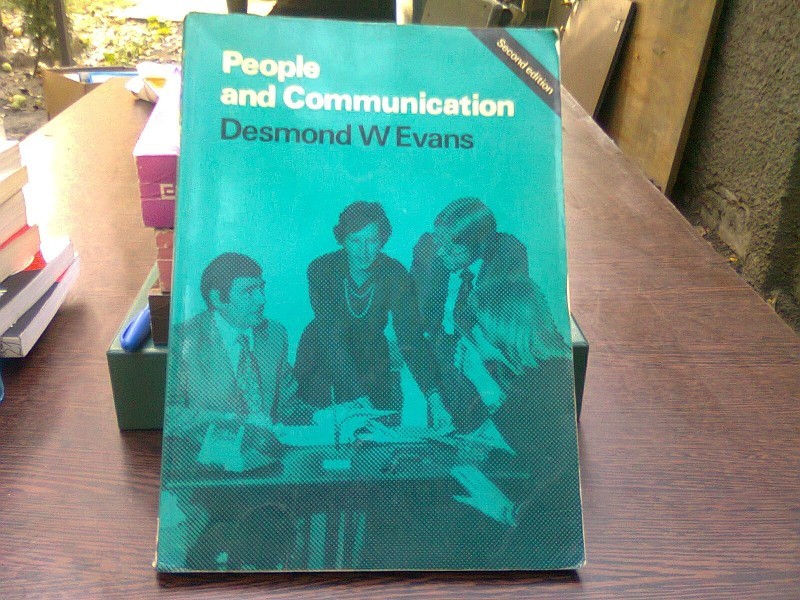 People
and Communication
Desmond W Evans
Second edition